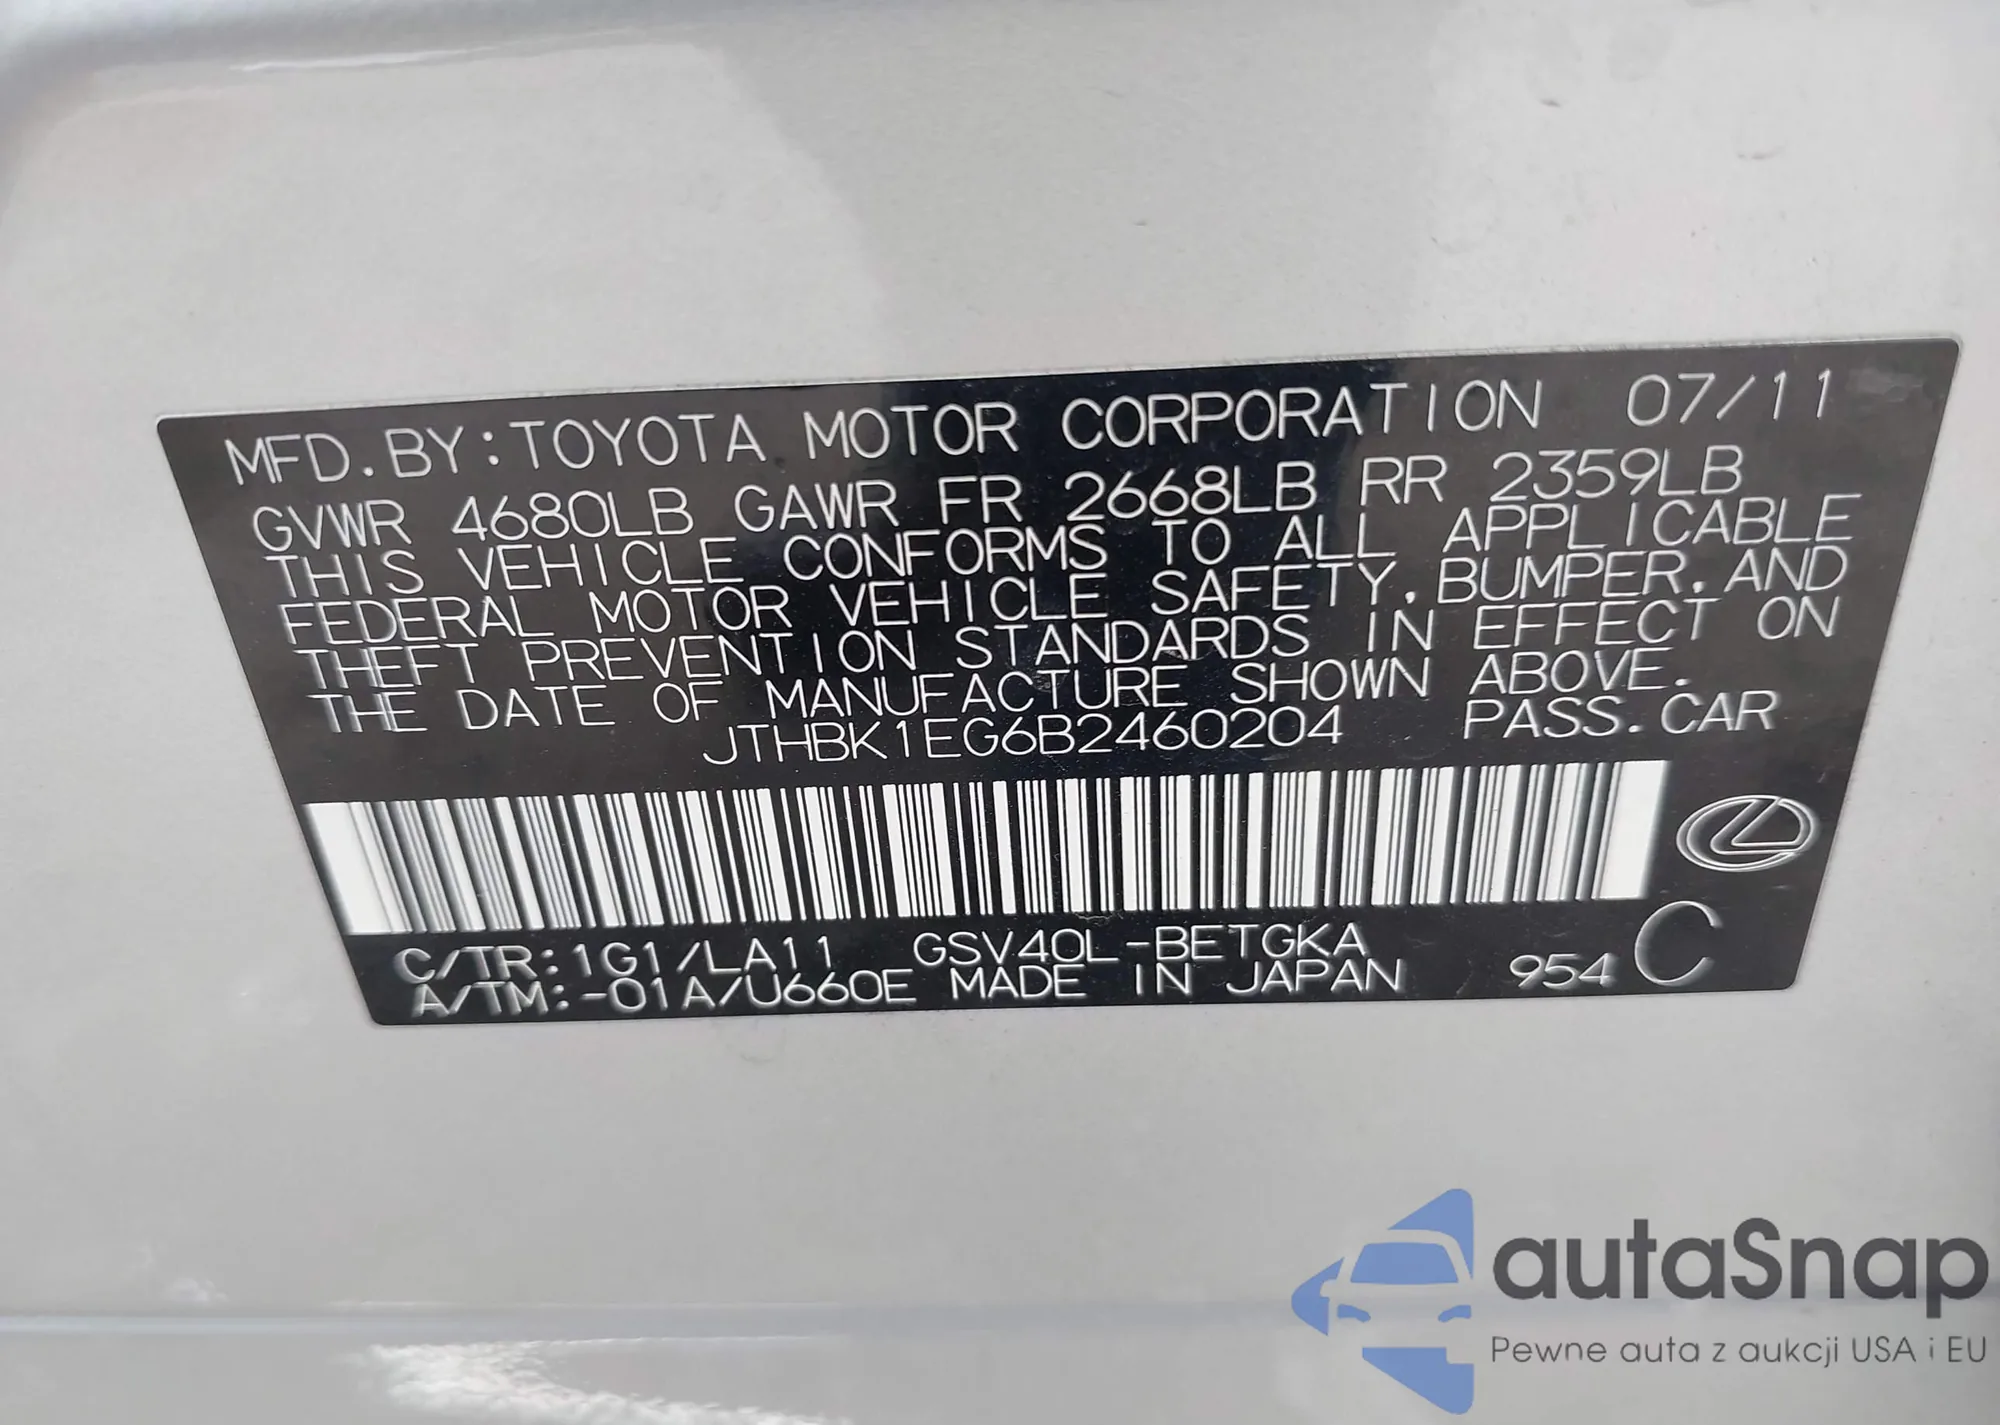 MFD.BY:TOYOTA MOTOR CORPORATION 07/11
GVWR 4680LB GAWR FR 2668LB RR 2359LB
THIS VEHICLE CONFORMS TO ALL APPLICABLE
FEDERAL MOTOR VEHICLE SAFETY,BUMPER,AND
THEFT PREVENTION STANDARDS IN EFFECT ON
THE DATE OF MANUFACTURE SHOWN ABOVE.
JTHBK1EG6B2460204 PASS.CAR
C/TR:1G1/LA11 GSV40L-BETGKA
A/TM:-01A/U660E MADE IN JAPAN 954 C
autaSnap
Pewne auta z aukcji USA i EU